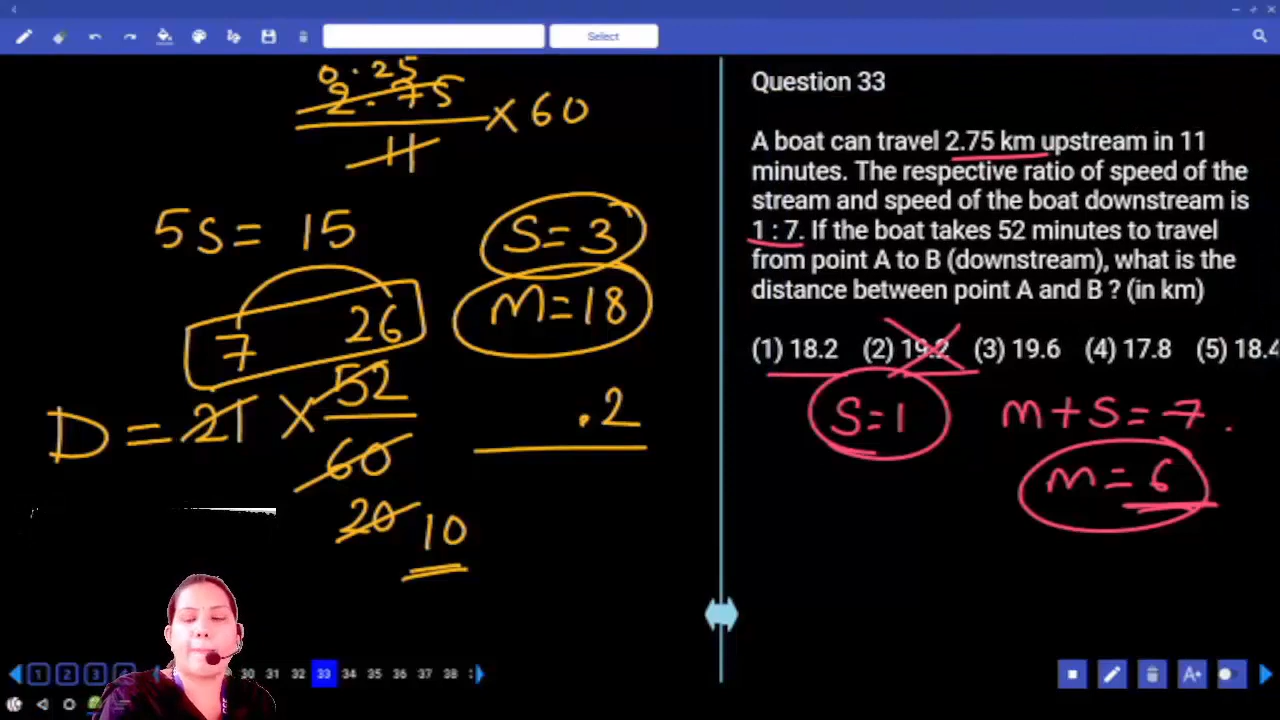 Select
0.25
2.75
11
×60
5S= 15
S=3
M=18
7 26
D = 21 × 52
60
20 10
.2
Question 33
A boat can travel 2.75 km upstream in 11
minutes. The respective ratio of speed of the
stream and speed of the boat downstream is
1 : 7. If the boat takes 52 minutes to travel
from point A to B (downstream), what is the
distance between point A and B ? (in km)
(1) 18.2 (2) 19.2 (3) 19.6 (4) 17.8 (5) 18.4
S=1 M+S=7.
M=6
1 2 3 4 30 31 32 33 34 35 36 37 38
A+